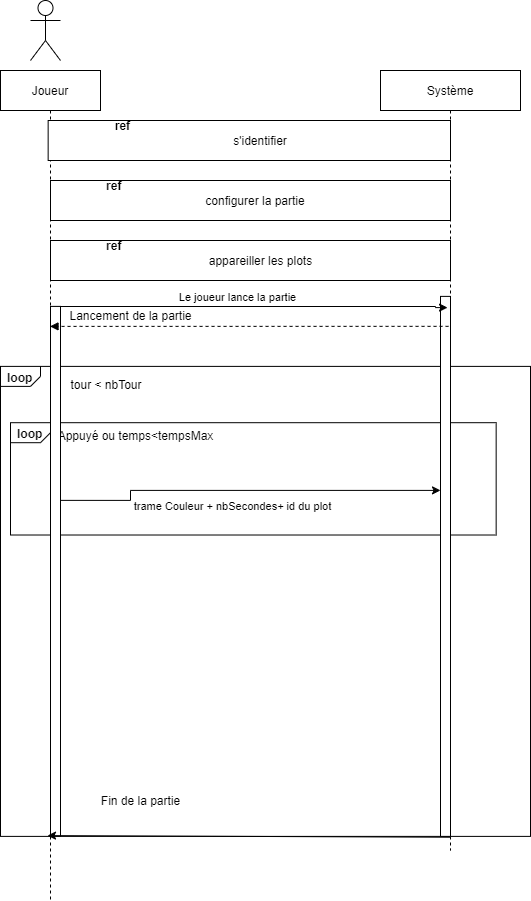 Joueur
Système
ref
s'identifier
ref
configurer la partie
ref
appareiller les plots
Le joueur lance la partie
Lancement de la partie
loop
tour < nbTour
loop
Appuyé ou temps<tempsMax
trame Couleur + nbSecondes+ id du plot
Fin de la partie